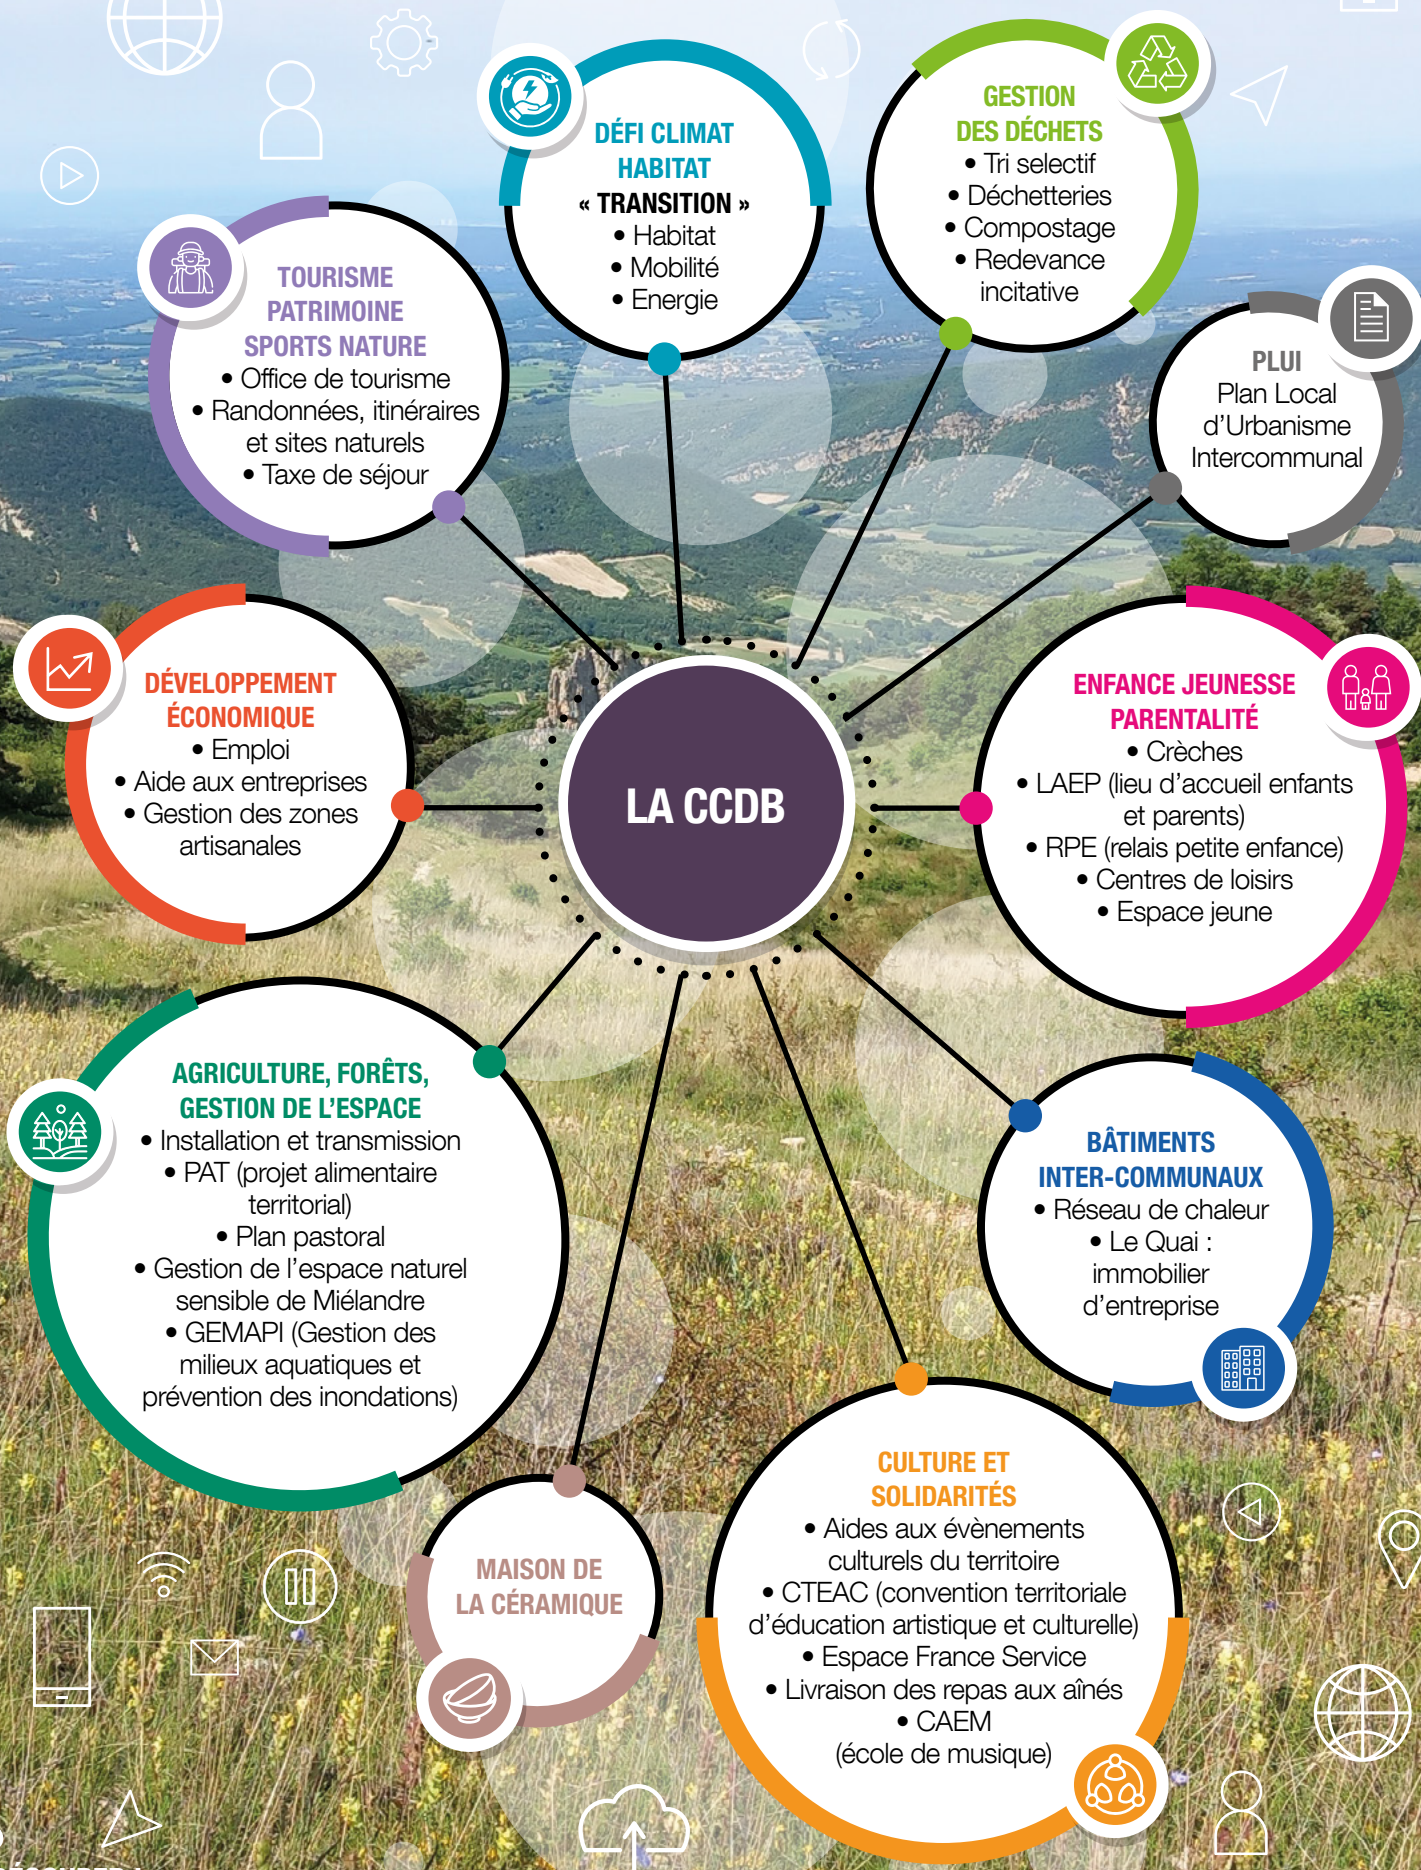 DÉFI CLIMAT
HABITAT
« TRANSITION »
• Habitat
• Mobilité
• Energie
GESTION
DES DÉCHETS
• Tri selectif
• Déchetteries
• Compostage
• Redevance
incitative
TOURISME
PATRIMOINE
SPORTS NATURE
• Office de tourisme
• Randonnées, itinéraires
et sites naturels
• Taxe de séjour
PLUI
Plan Local
d'Urbanisme
Intercommunal
DÉVELOPPEMENT
ÉCONOMIQUE
• Emploi
• Aide aux entreprises
• Gestion des zones
artisanales
LA CCDB
ENFANCE JEUNESSE
PARENTALITÉ
• Crèches
• LAEP (lieu d'accueil enfants
et parents)
• RPE (relais petite enfance)
• Centres de loisirs
• Espace jeune
AGRICULTURE, FORÊTS,
GESTION DE L'ESPACE
• Installation et transmission
• PAT (projet alimentaire
territorial)
• Plan pastoral
• Gestion de l'espace naturel
sensible de Miélandre
• GEMAPI (Gestion des
milieux aquatiques et
prévention des inondations)
BÂTIMENTS
INTER-COMMUNAUX
• Réseau de chaleur
• Le Quai :
immobilier
d'entreprise
MAISON DE
LA CÉRAMIQUE
CULTURE ET
SOLIDARITÉS
• Aides aux évènements
culturels du territoire
• CTEAC (convention territoriale
d'éducation artistique et culturelle)
• Espace France Service
• Livraison des repas aux aînés
• CAEM
(école de musique)